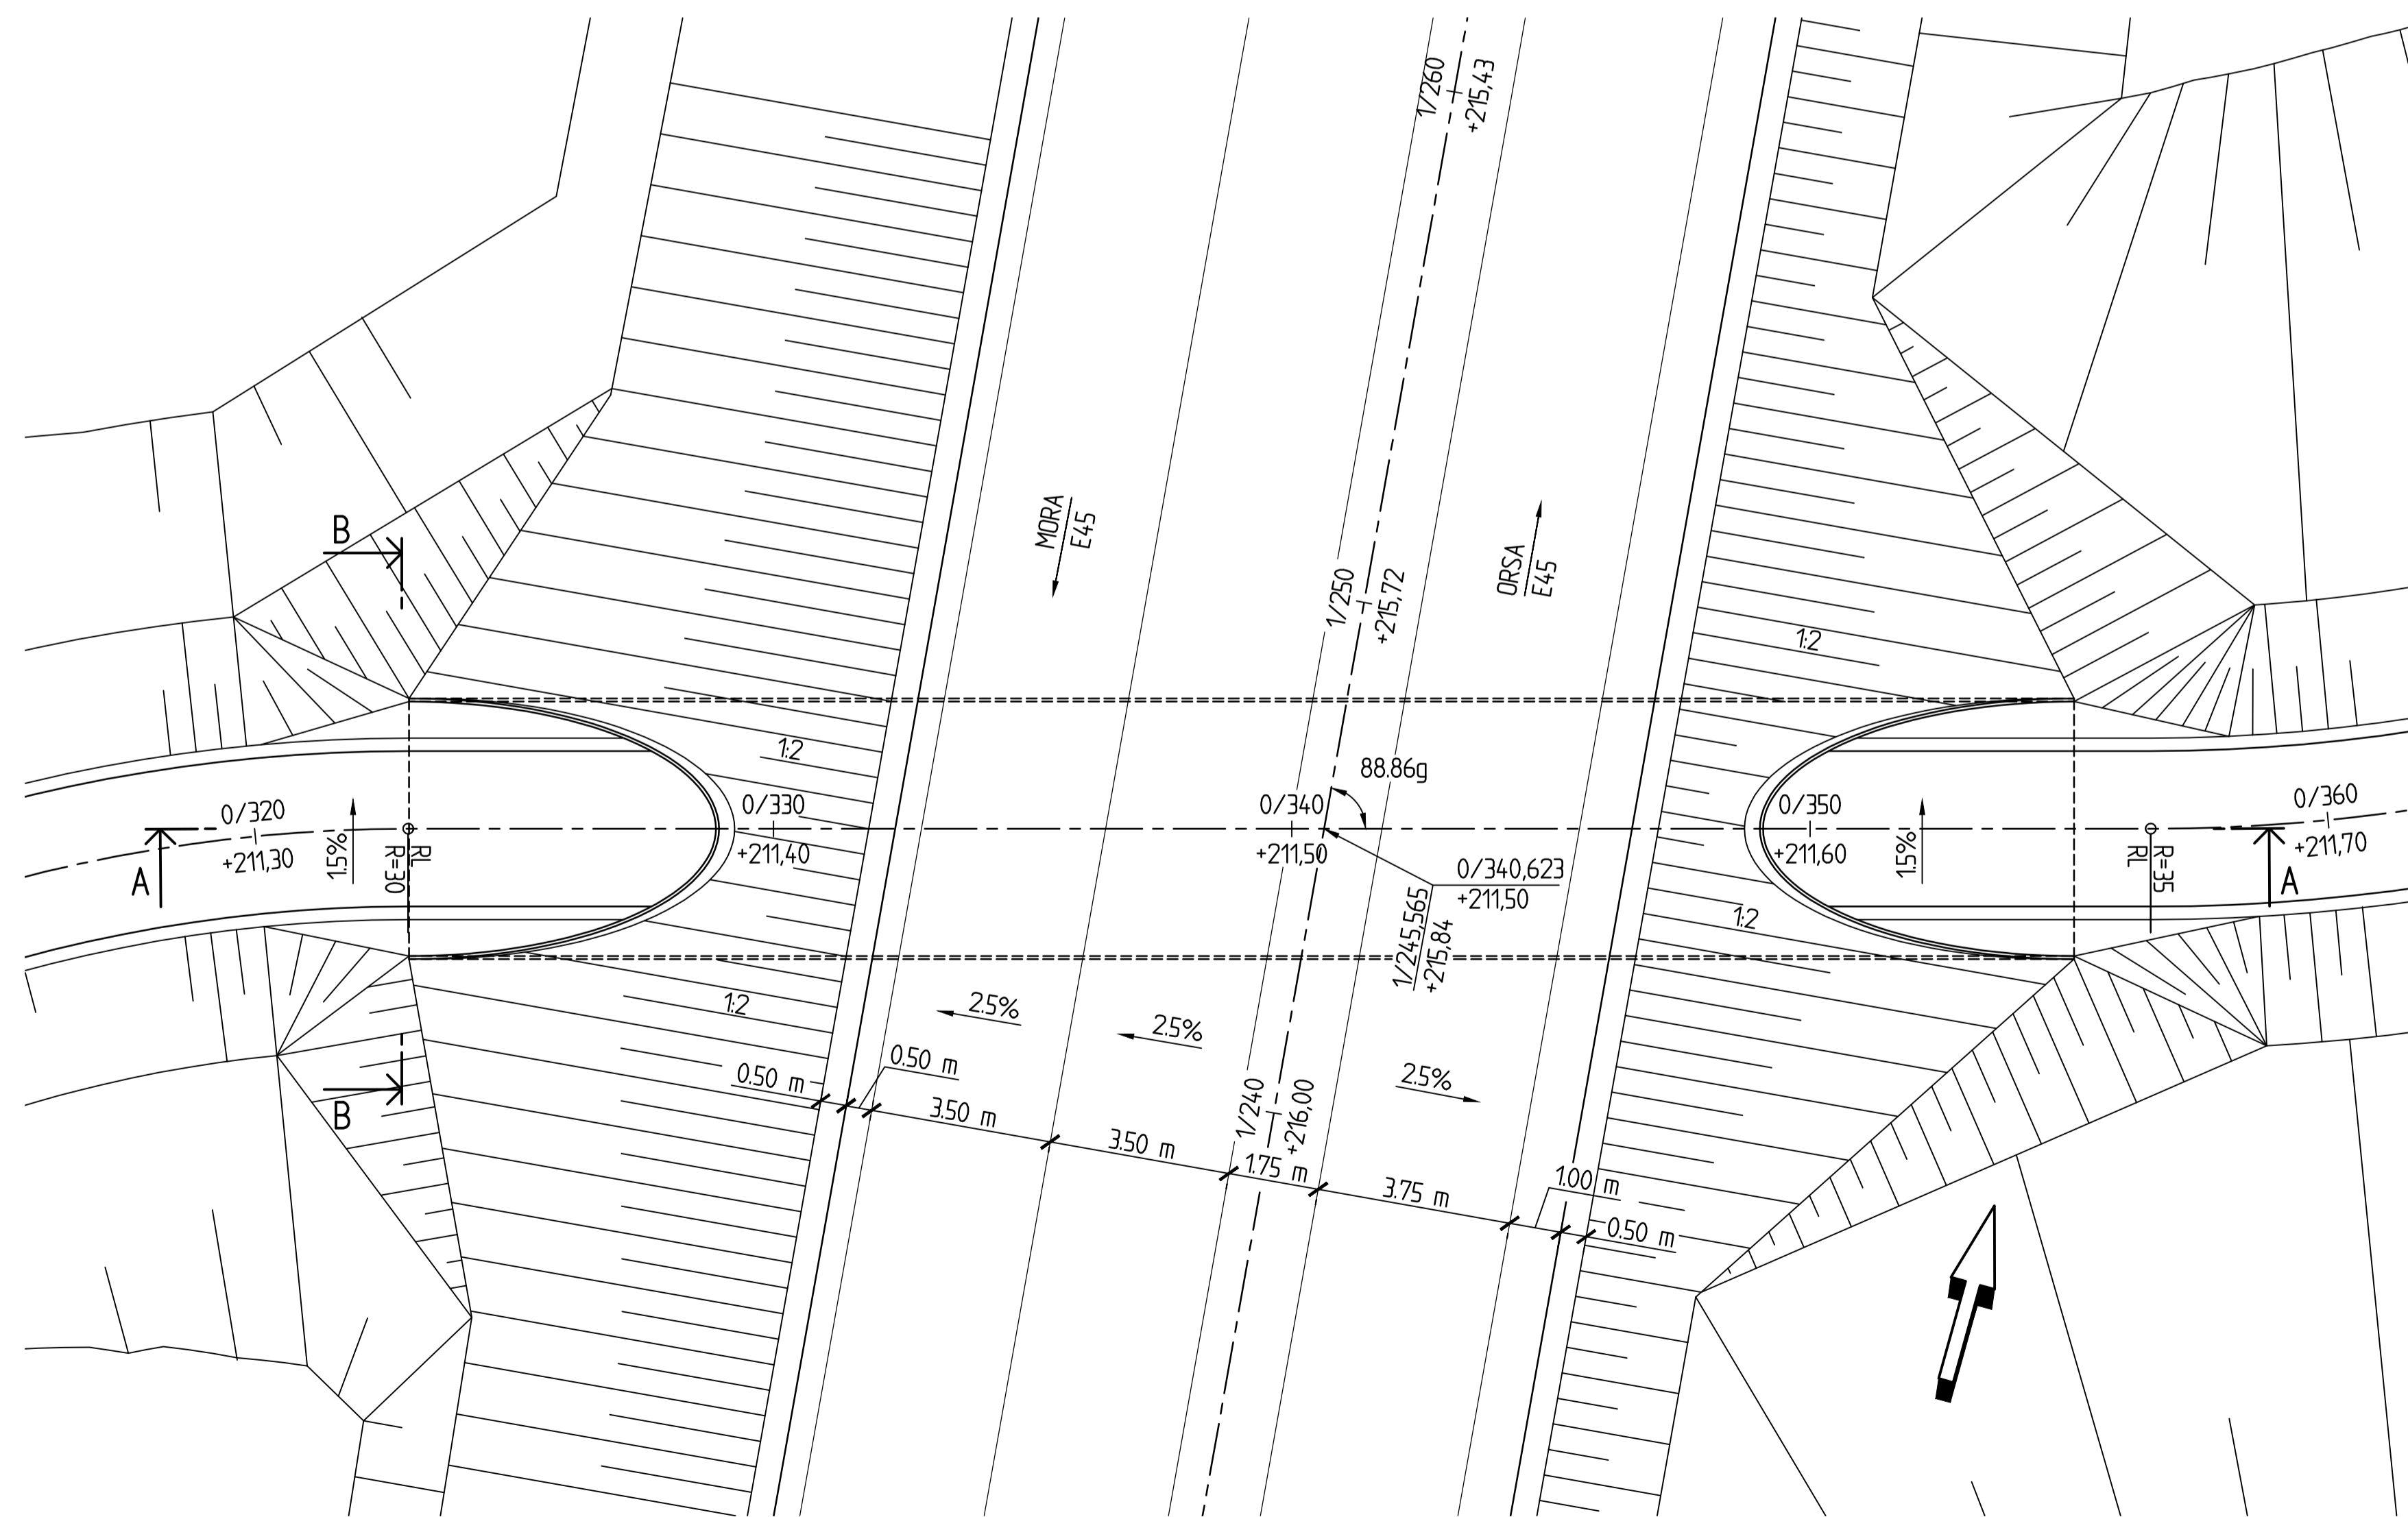 1/260
+215,43
MORA
E45
ORSA
E45
B
1/250
+215,72
1:2
1:2
88.86g
0/320
+211,30
1.5%
RL
R=30
0/330
+211,40
0/340
+211,50
0/340,623
+211,50
1/245,565
+215,84
0/350
+211,60
1.5%
R=35
RL
0/360
+211,70
A
A
1:2
1:2
2.5%
2.5%
2.5%
B
0.50 m
0.50 m
3.50 m
3.50 m
1/240
+216,00
1.75 m
3.75 m
1.00 m
0.50 m